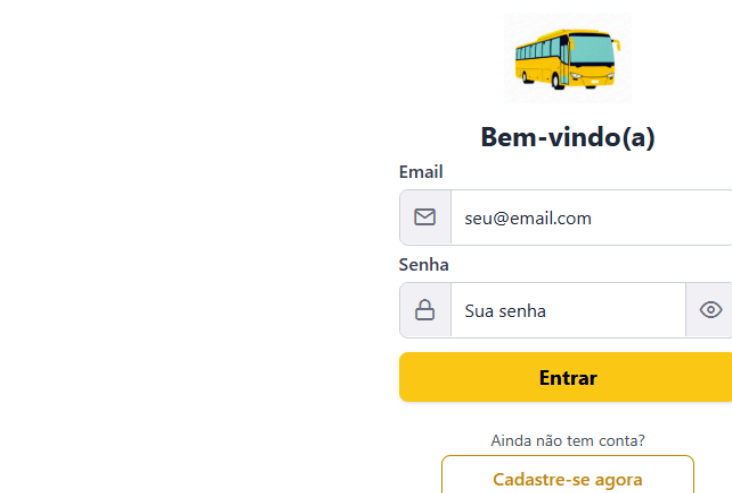 Bem-vindo(a)
Email
seu@email.com
Senha
Sua senha
Entrar
Ainda não tem conta?
Cadastre-se agora